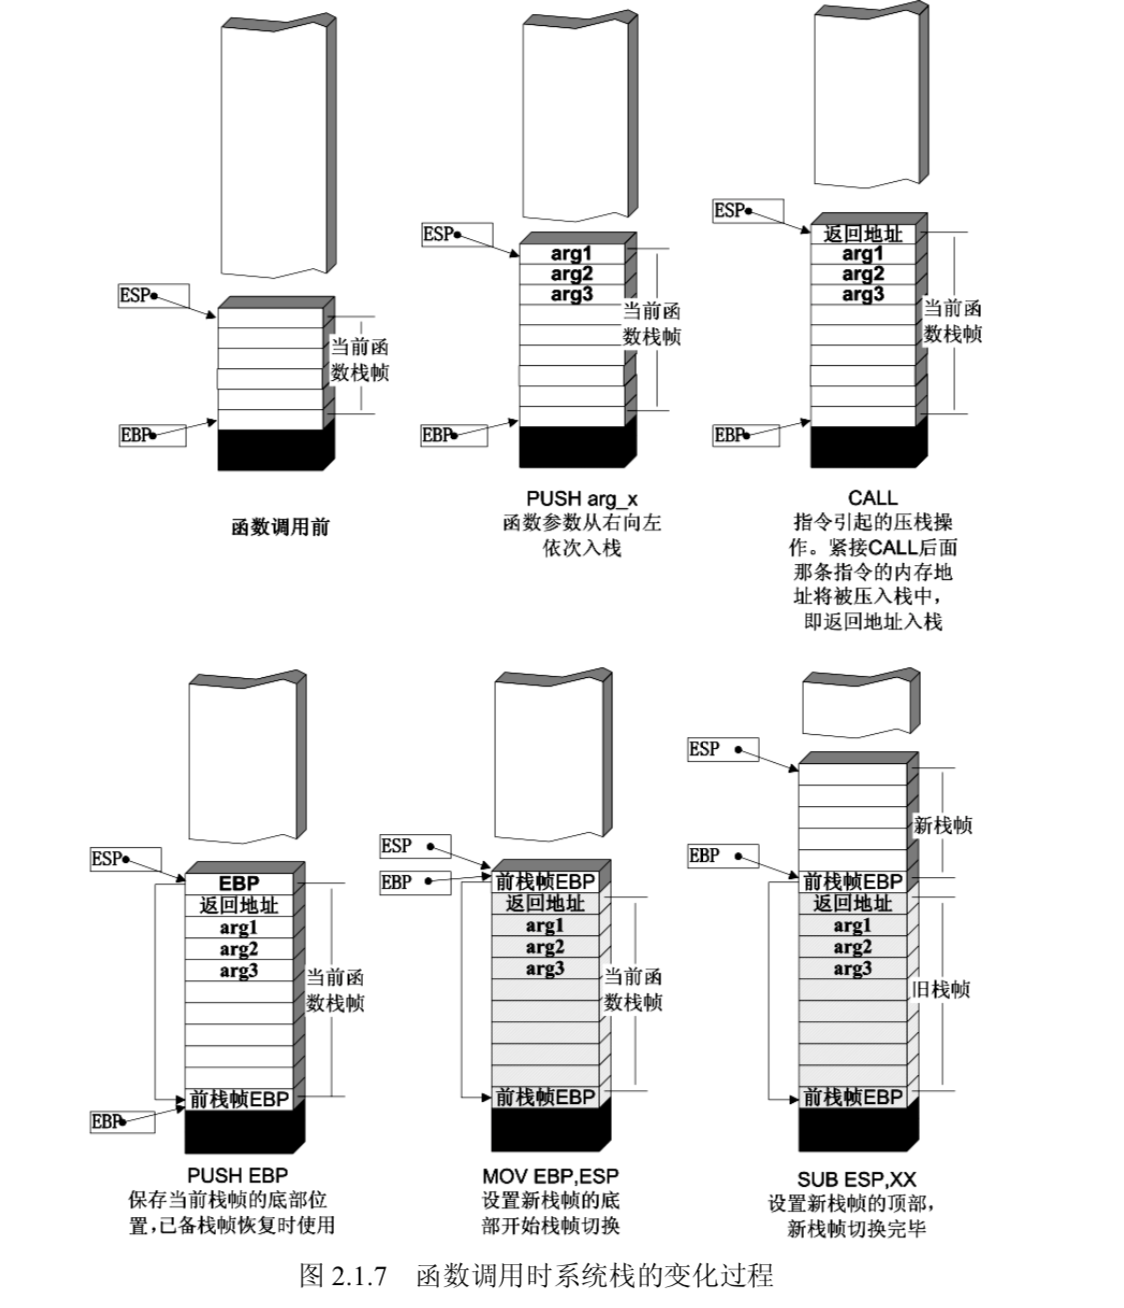 ESP
当前函
数栈帧
EBP
函数调用前
ESP
arg1
arg2
arg3
当前函
数栈帧
EBP
PUSH arg_x
函数参数从右向左
依次入栈
ESP
返回地址
arg1
arg2
arg3
当前函
数栈帧
EBP
CALL
指令引起的压栈操
作。紧接CALL后面
那条指令的内存地
址将被压入栈中，
即返回地址入栈
ESP
EBP
返回地址
arg1
arg2
arg3
当前函
数栈帧
前栈帧EBP
EBP
PUSH EBP
保存当前栈帧的底部位
置，已备栈帧恢复时使用
ESP
EBP
前栈帧EBP
返回地址
arg1
arg2
arg3
当前函
数栈帧
前栈帧EBP
MOV EBP,ESP
设置新栈帧的底
部开始栈帧切换
ESP
新栈帧
EBP
前栈帧EBP
返回地址
arg1
arg2
arg3
旧栈帧
前栈帧EBP
SUB ESP,XX
设置新栈帧的顶部，
新栈帧切换完毕
图 2.1.7 函数调用时系统栈的变化过程